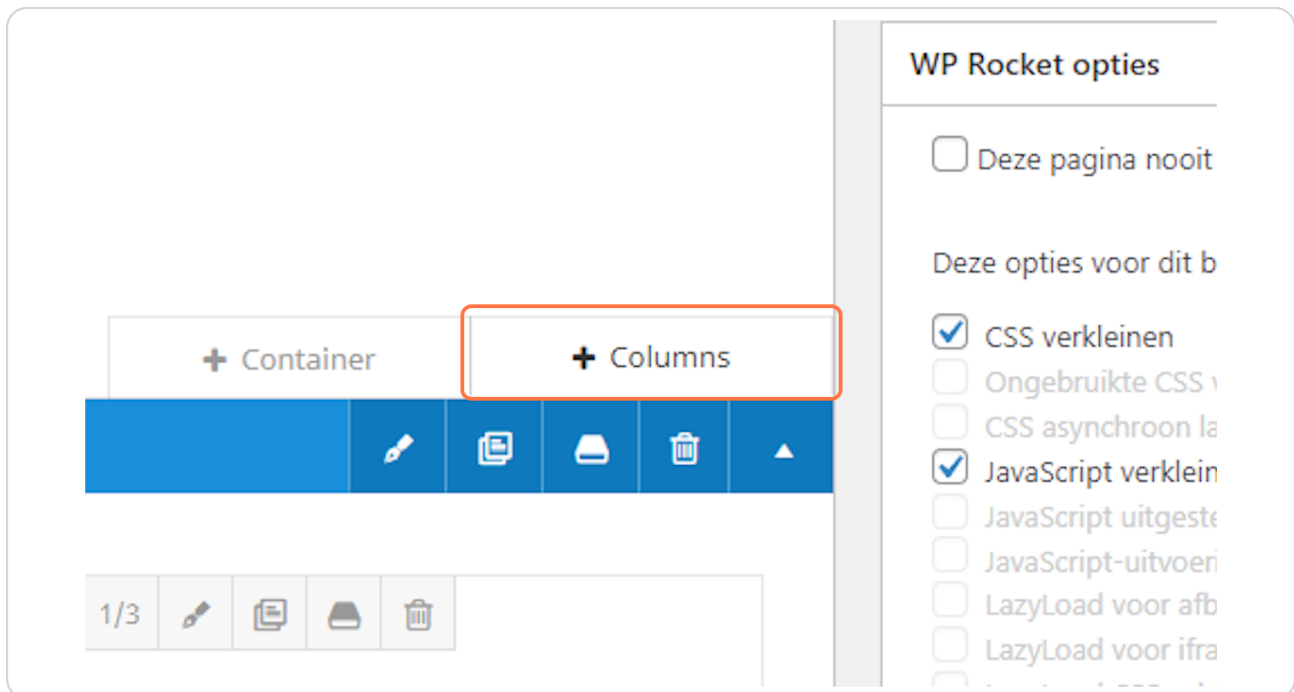 WP Rocket opties
Deze pagina nooit
Deze opties voor dit b
+ Container
+ Columns
CSS verkleinen
Ongebruikte CSS
CSS asynchroon la
JavaScript verklein
JavaScript uitgeste
JavaScript-uitvoeri
LazyLoad voor afb
LazyLoad voor ifra
1/3